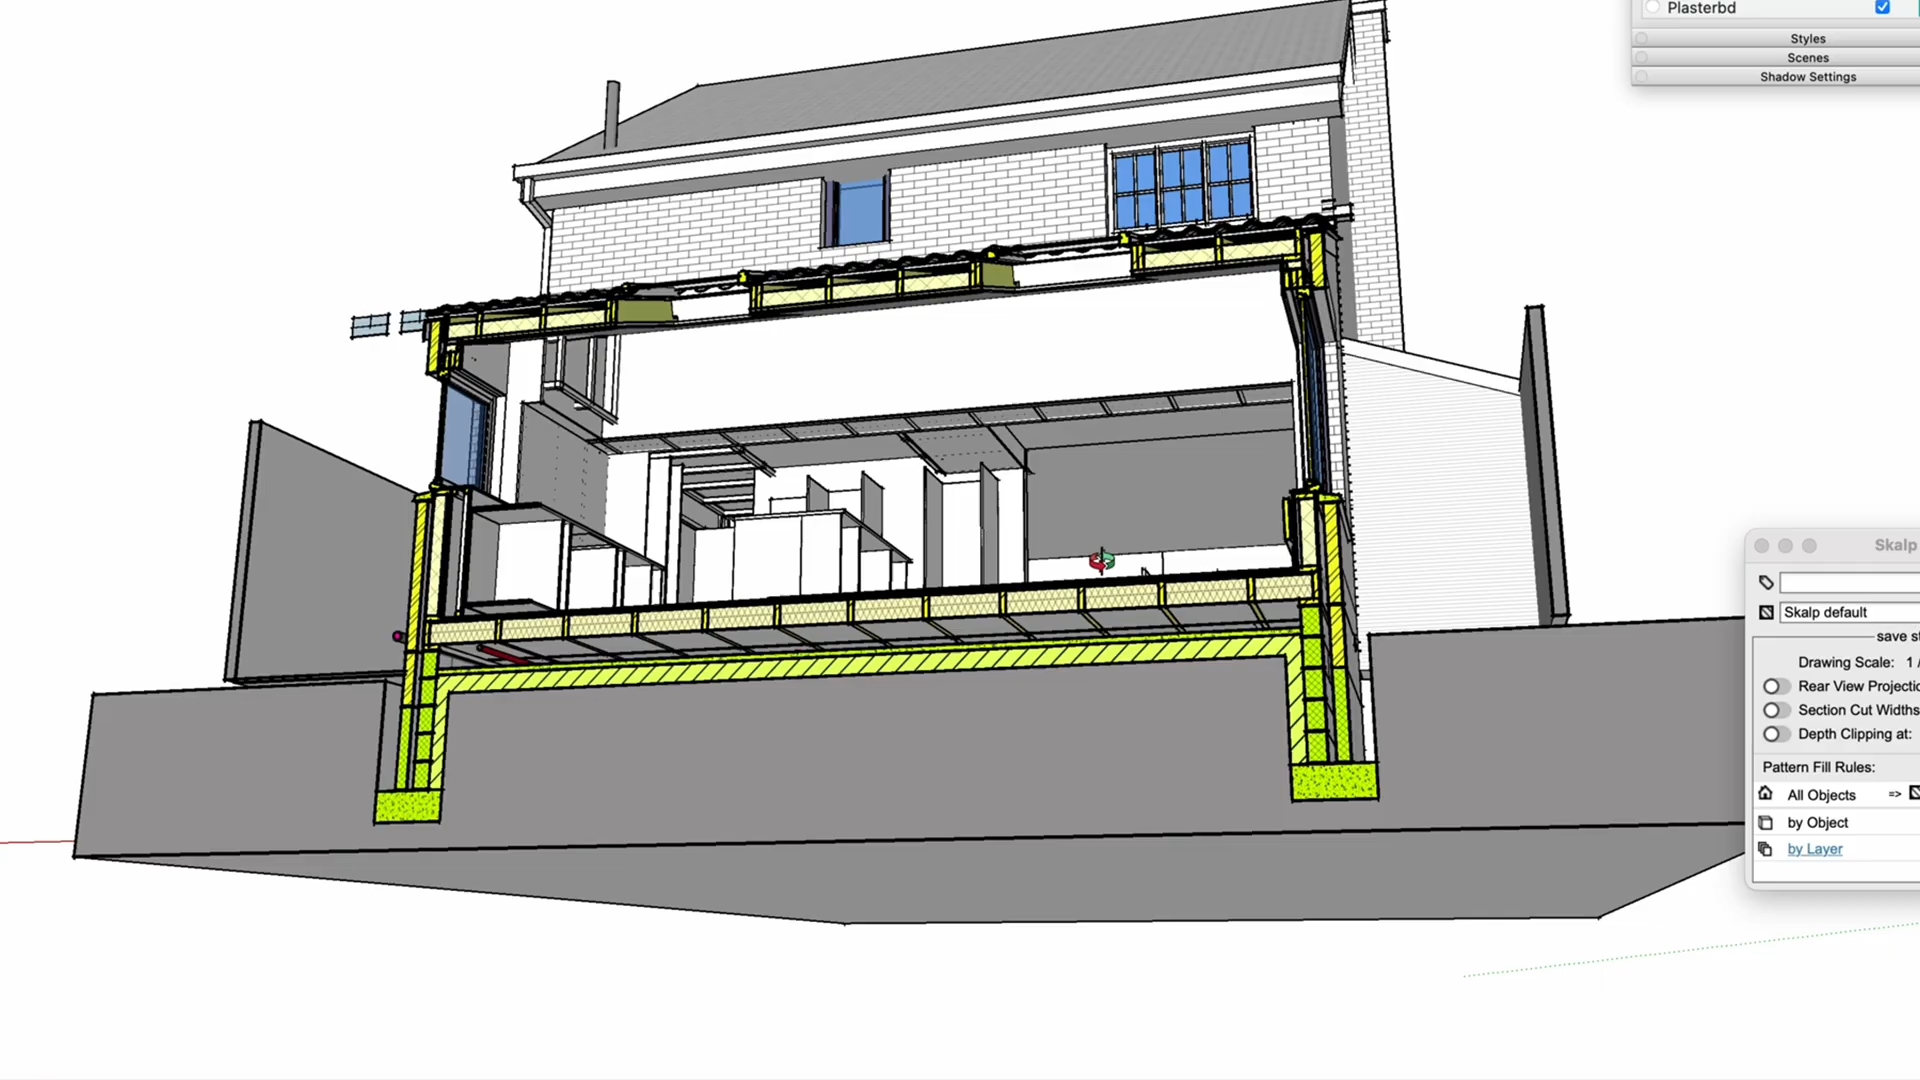 Plasterbd
Styles
Scenes
Shadow Settings
Skalp
Skalp default
save st
Drawing Scale: 1 /
Rear View Projectio
Section Cut Widths
Depth Clipping at:
Pattern Fill Rules:
All Objects =>
by Object
by Layer